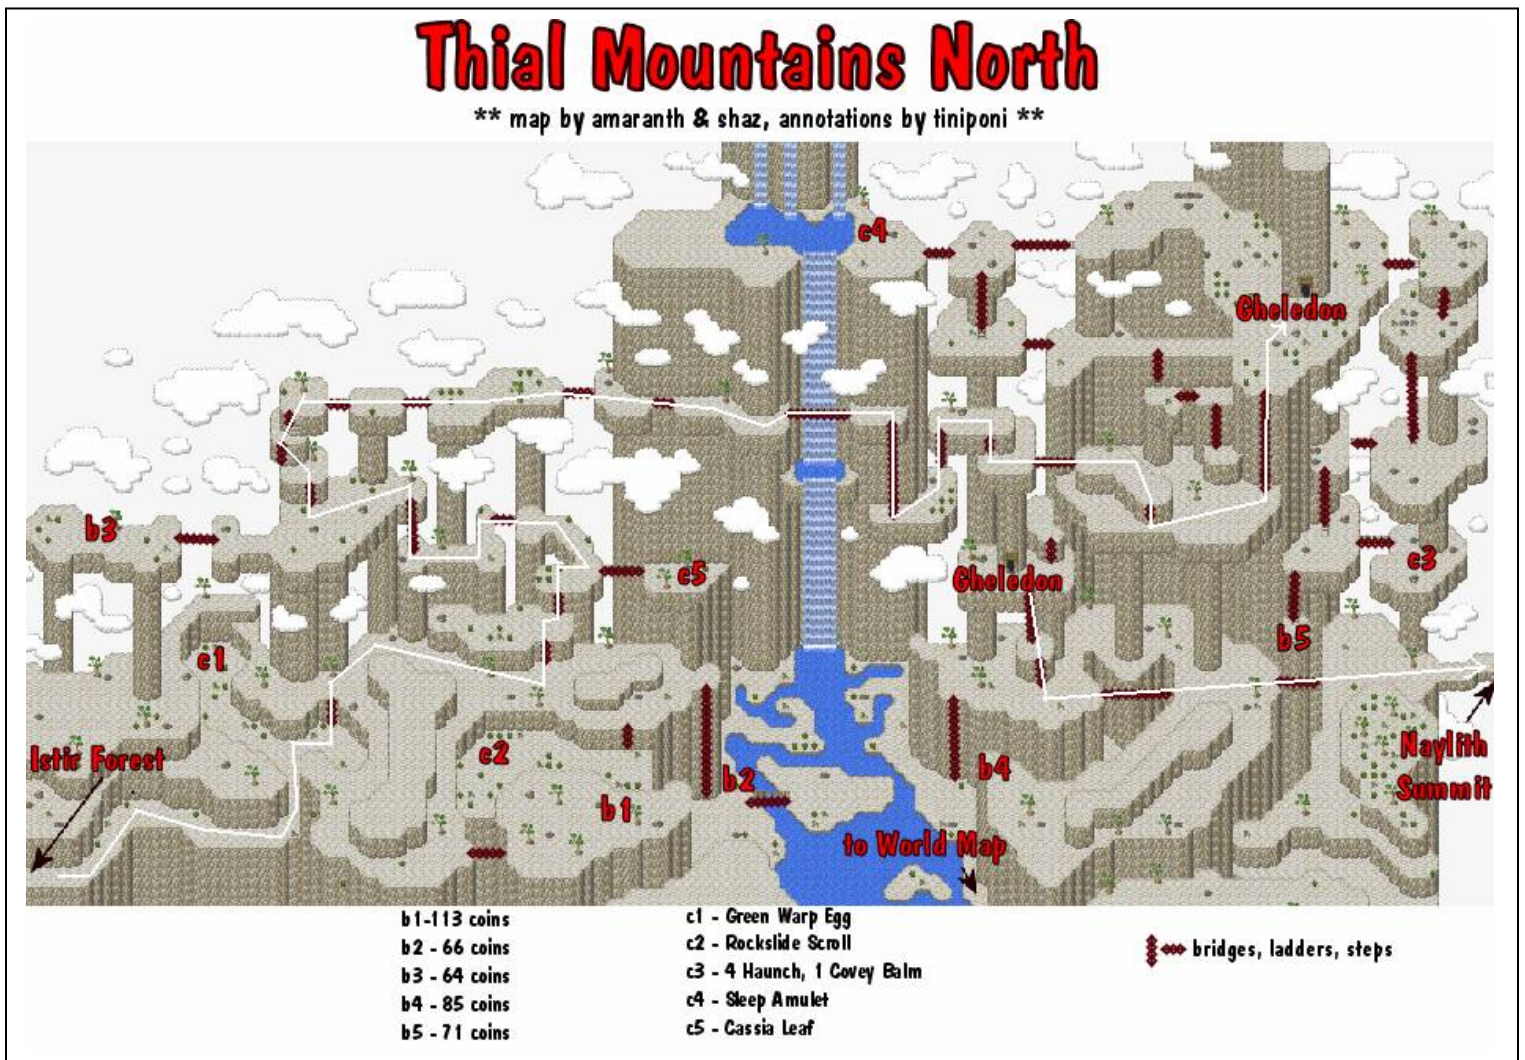 Thial Mountains North
** map by amaranth & shaz, annotations by tiniponi **
c4
Gheledon
b3
c5
c3
Gheledon
b5
c1
Istir Forest
c2
b2
b4
Naylith
Summit
b1
to World Map
b1-113 coins
b2 - 66 coins
b3 - 64 coins
b4 - 85 coins
b5 - 71 coins
c1 - Green Warp Egg
c2 - Rockslide Scroll
c3 - 4 Haunch, 1 Covey Balm
c4 - Sleep Amulet
c5 - Cassia Leaf
bridges, ladders, steps